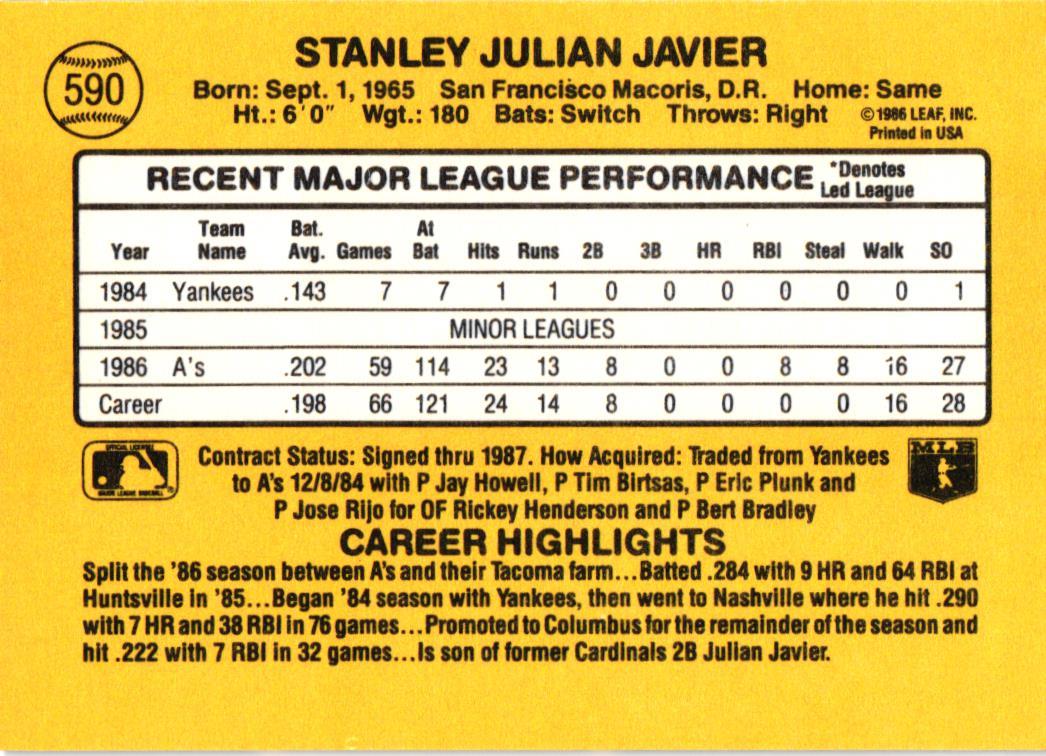 590
STANLEY JULIAN JAVIER
Born: Sept. 1, 1965 San Francisco Macoris, D.R. Home: Same
Ht.: 6'0" Wgt.: 180 Bats: Switch Throws: Right ©1986 LEAF, INC.
Printed in USA
RECENT MAJOR LEAGUE PERFORMANCE *Denotes
Led League
Year Team Name Bat. Avg. Games At Bat Hits Runs 2B 3B HR RBI Steal Walk SO
1984 Yankees .143 7 7 1 1 0 0 0 0 0 0 1
1985 MINOR LEAGUES
1986 A's .202 59 114 23 13 8 0 0 8 8 16 27
Career .198 66 121 24 14 8 0 0 0 0 16 28
OFFICIAL LICENSEE
MAJOR LEAGUE BASEBALL
MLB
Contract Status: Signed thru 1987. How Acquired: Traded from Yankees
to A's 12/8/84 with P Jay Howell, P Tim Birtsas, P Eric Plunk and
P Jose Rijo for OF Rickey Henderson and P Bert Bradley
CAREER HIGHLIGHTS
Split the '86 season between A's and their Tacoma farm...Batted .284 with 9 HR and 64 RBI at
Huntsville in '85...Began '84 season with Yankees, then went to Nashville where he hit .290
with 7 HR and 38 RBI in 76 games...Promoted to Columbus for the remainder of the season and
hit .222 with 7 RBI in 32 games...Is son of former Cardinals 2B Julian Javier.